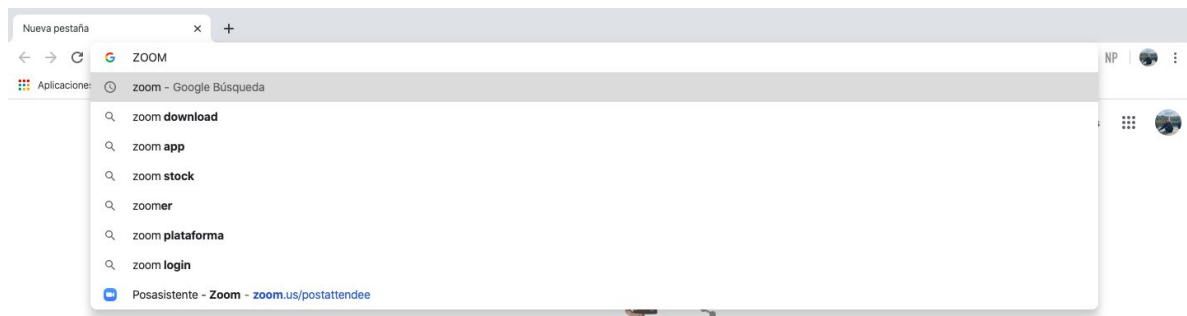 Nueva pestaña
ZOOM
NP
Aplicacione
zoom – Google Búsqueda
zoom download
zoom app
zoom stock
zoomer
zoom plataforma
zoom login
Posasistente - Zoom - zoom.us/postattendee